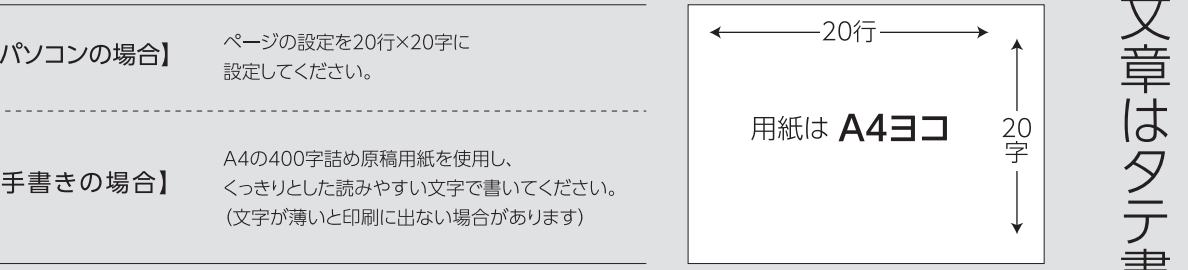 パソコンの場合】
ページの設定を20行×20字に
設定してください。
手書きの場合】
A4の400字詰め原稿用紙を使用し、
くっきりとした読みやすい文字で書いてください。
(文字が薄いと印刷に出ない場合があります)
20行
用紙は A4ヨコ
20字
文章はタテ書